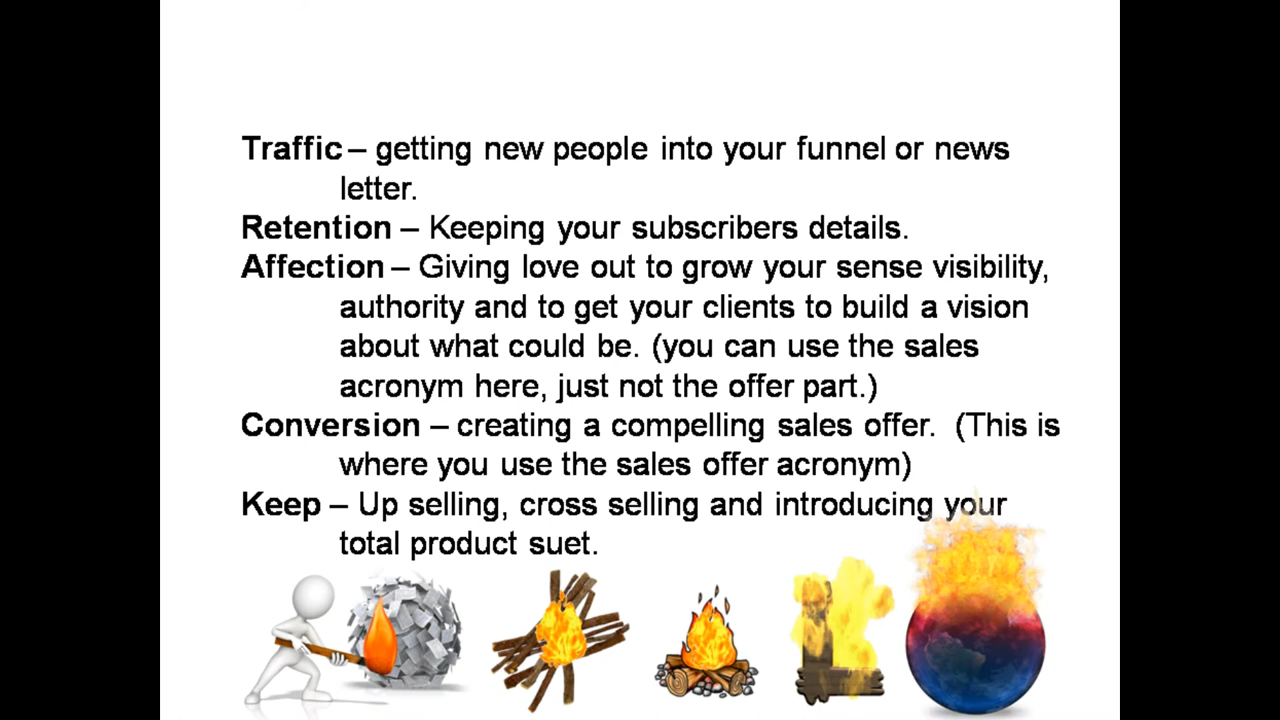 Traffic – getting new people into your funnel or news
letter.
Retention – Keeping your subscribers details.
Affection – Giving love out to grow your sense visibility,
authority and to get your clients to build a vision
about what could be. (you can use the sales
acronym here, just not the offer part.)
Conversion – creating a compelling sales offer.  (This is
where you use the sales offer acronym)
Keep – Up selling, cross selling and introducing your
total product suet.